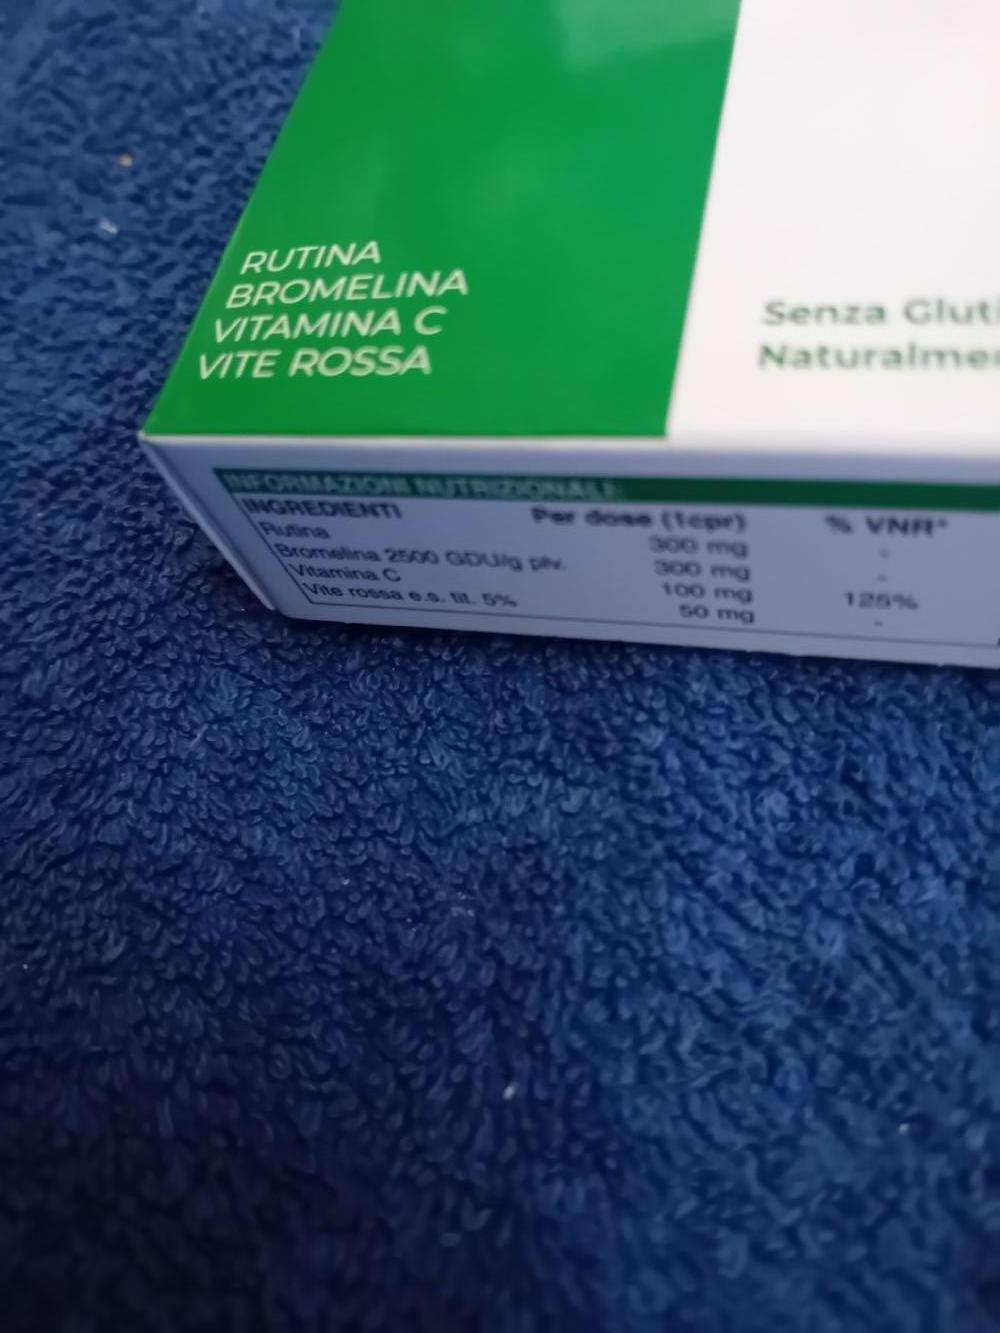 RUTINA
BROMELINA
VITAMINA C
VITE ROSSA
Senza Gluti
Naturalme
INFORMAZIONI NUTRIZIONALI:
INGREDIENTI Per dose (1cpr) % VNR*
Rutina 300 mg -
Bromelina 2500 GDU/g plv. 300 mg -
Vitamina C 100 mg 125%
Vite rossa e.s. tit. 5% 50 mg -